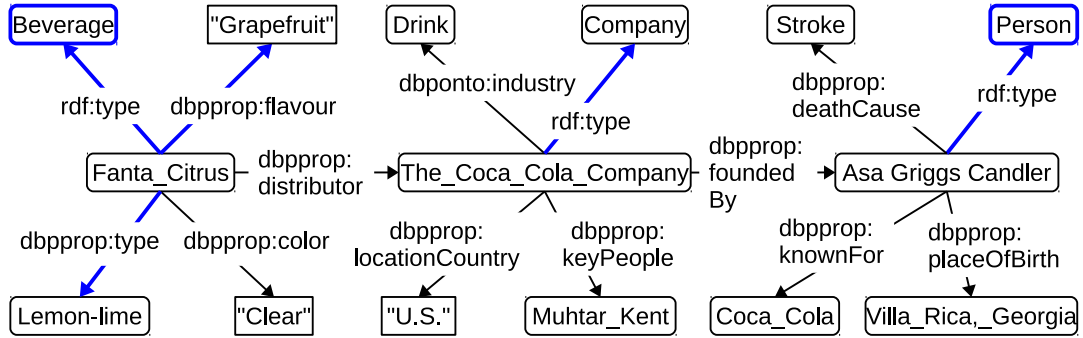 Beverage
"Grapefruit"
Drink
Company
Stroke
Person
rdf:type
dbpprop:flavour
dbponto:industry
rdf:type
dbpprop:
deathCause
rdf:type
Fanta_Citrus
dbpprop:
distributor
The_Coca_Cola_Company
dbpprop:
founded
By
Asa Griggs Candler
dbpprop:type
dbpprop:color
dbpprop:
locationCountry
dbpprop:
keyPeople
dbpprop:
knownFor
dbpprop:
placeOfBirth
Lemon-lime
"Clear"
"U.S."
Muhtar_Kent
Coca_Cola
Villa_Rica,_Georgia